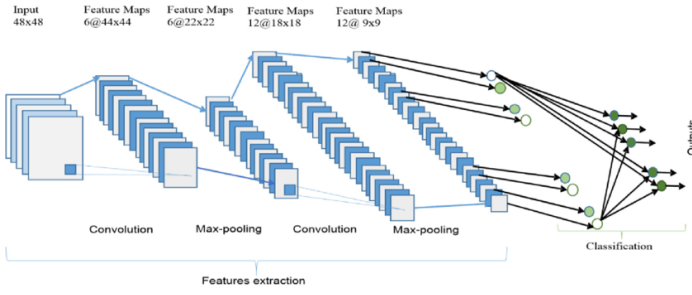 Input
48x48
Feature Maps
6@44x44
Feature Maps
6@22x22
Feature Maps
12@18x18
Feature Maps
12@ 9x9
Convolution
Max-pooling
Convolution
Max-pooling
Outputs
Classification
Features extraction